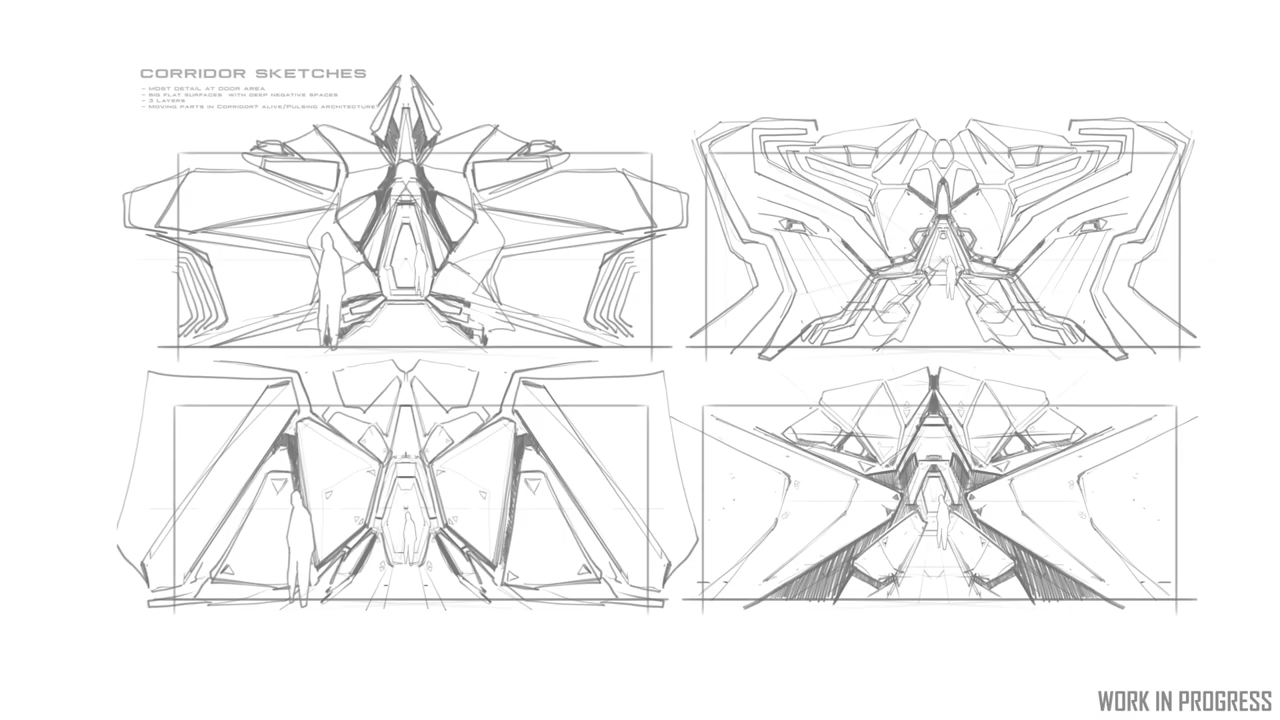 CORRIDOR SKETCHES
- MOST DETAIL AT DOOR AREA
- BIG FLAT SURFACES WITH DEEP NEGATIVE SPACES
- 3 LAYERS
- MOVING PARTS IN CORRIDOR? ALIVE/PULSING ARCHITECTURE?
WORK IN PROGRESS